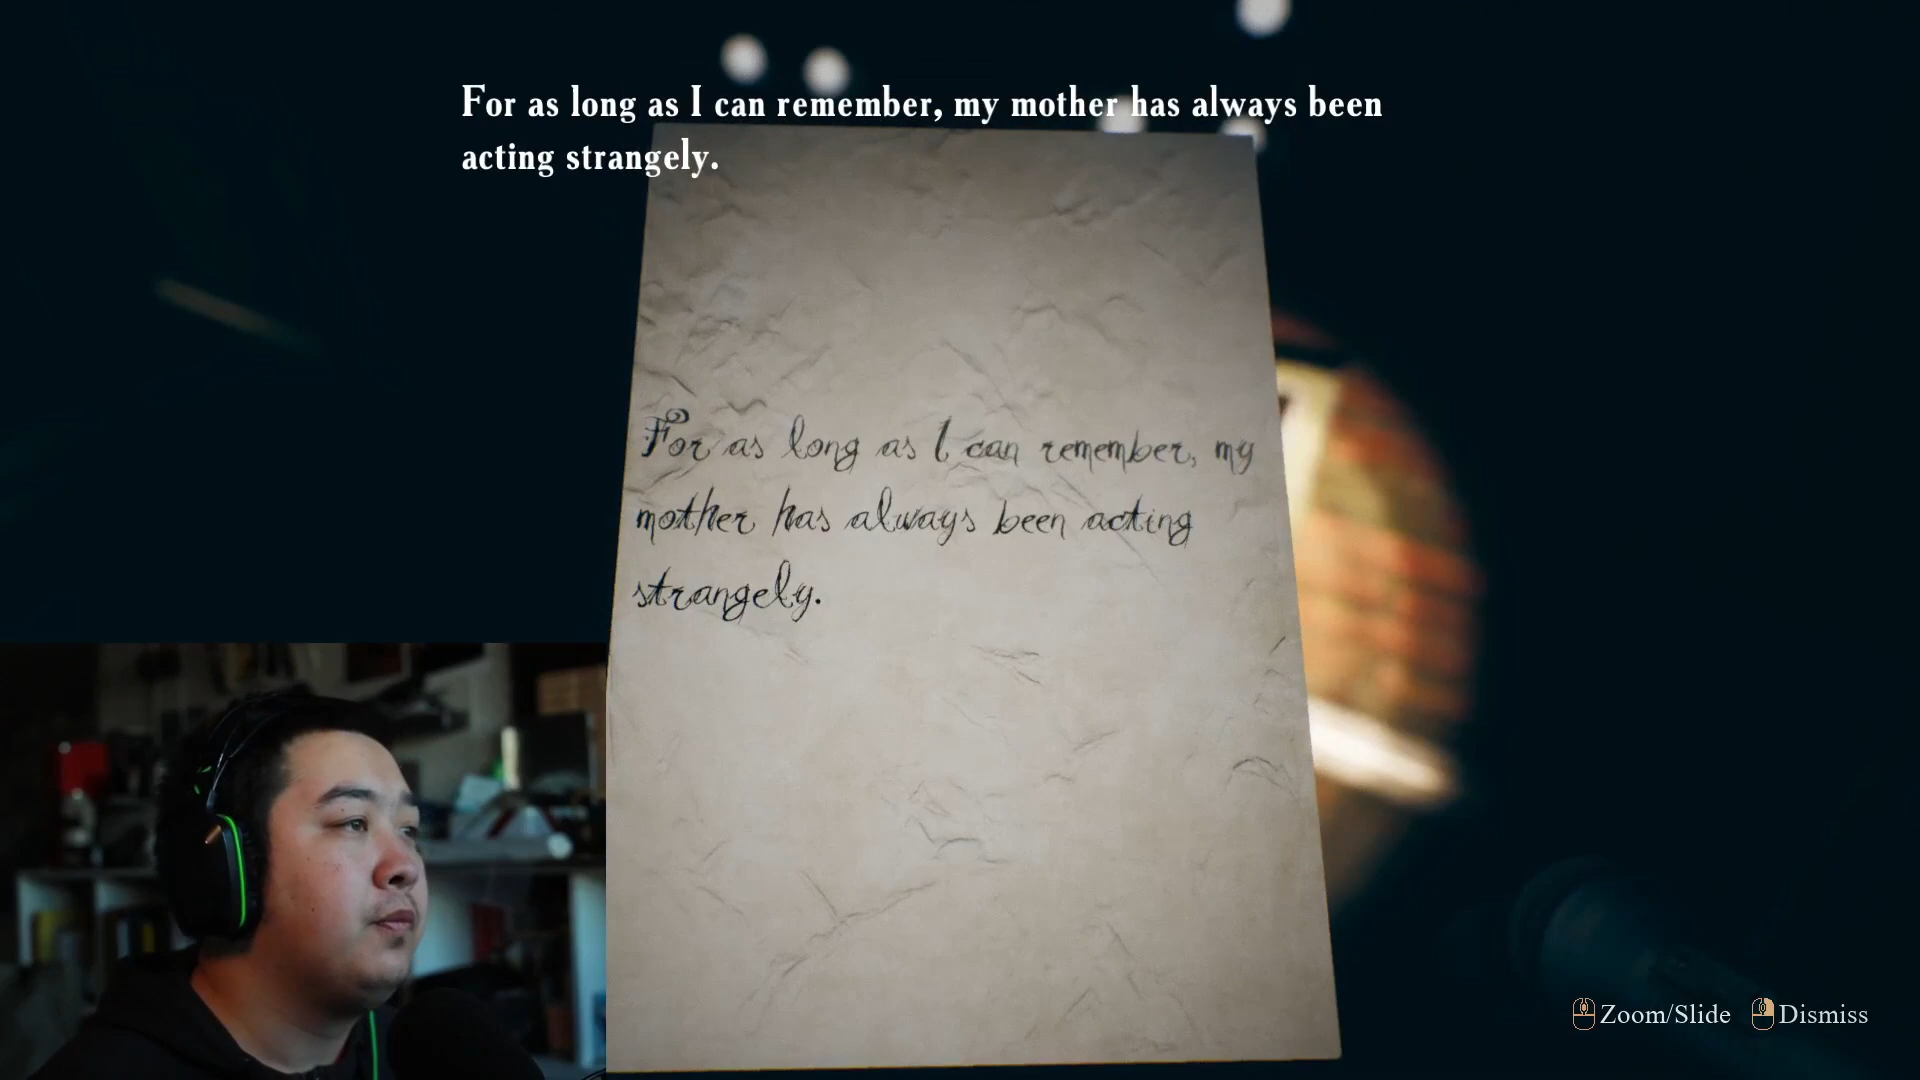 For as long as I can remember, my mother has always been
acting strangely.
For as long as I can remember, my
mother has always been acting
strangely.
Zoom/Slide Dismiss